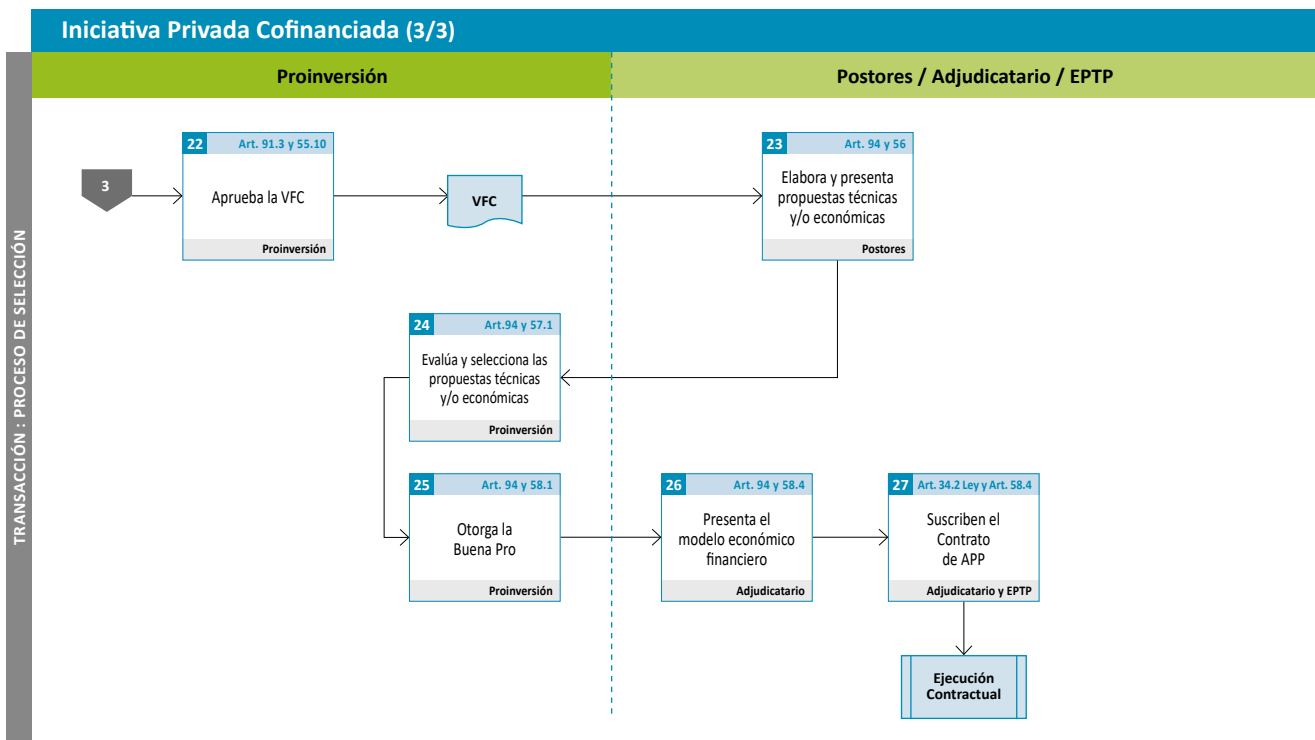 Iniciativa Privada Cofinanciada (3/3)
Proinversión
Postores / Adjudicatario / EPTP
TRANSACCIÓN : PROCESO DE SELECCIÓN
3
22 Art. 91.3 y 55.10
Aprueba la VFC
Proinversión
VFC
23 Art. 94 y 56
Elabora y presenta
propuestas técnicas
y/o económicas
Postores
24 Art.94 y 57.1
Evalúa y selecciona las
propuestas técnicas
y/o económicas
Proinversión
25 Art. 94 y 58.1
Otorga la
Buena Pro
Proinversión
26 Art. 94 y 58.4
Presenta el
modelo económico
financiero
Adjudicatario
27 Art. 34.2 Ley y Art. 58.4
Suscriben el
Contrato
de APP
Adjudicatario y EPTP
Ejecución
Contractual